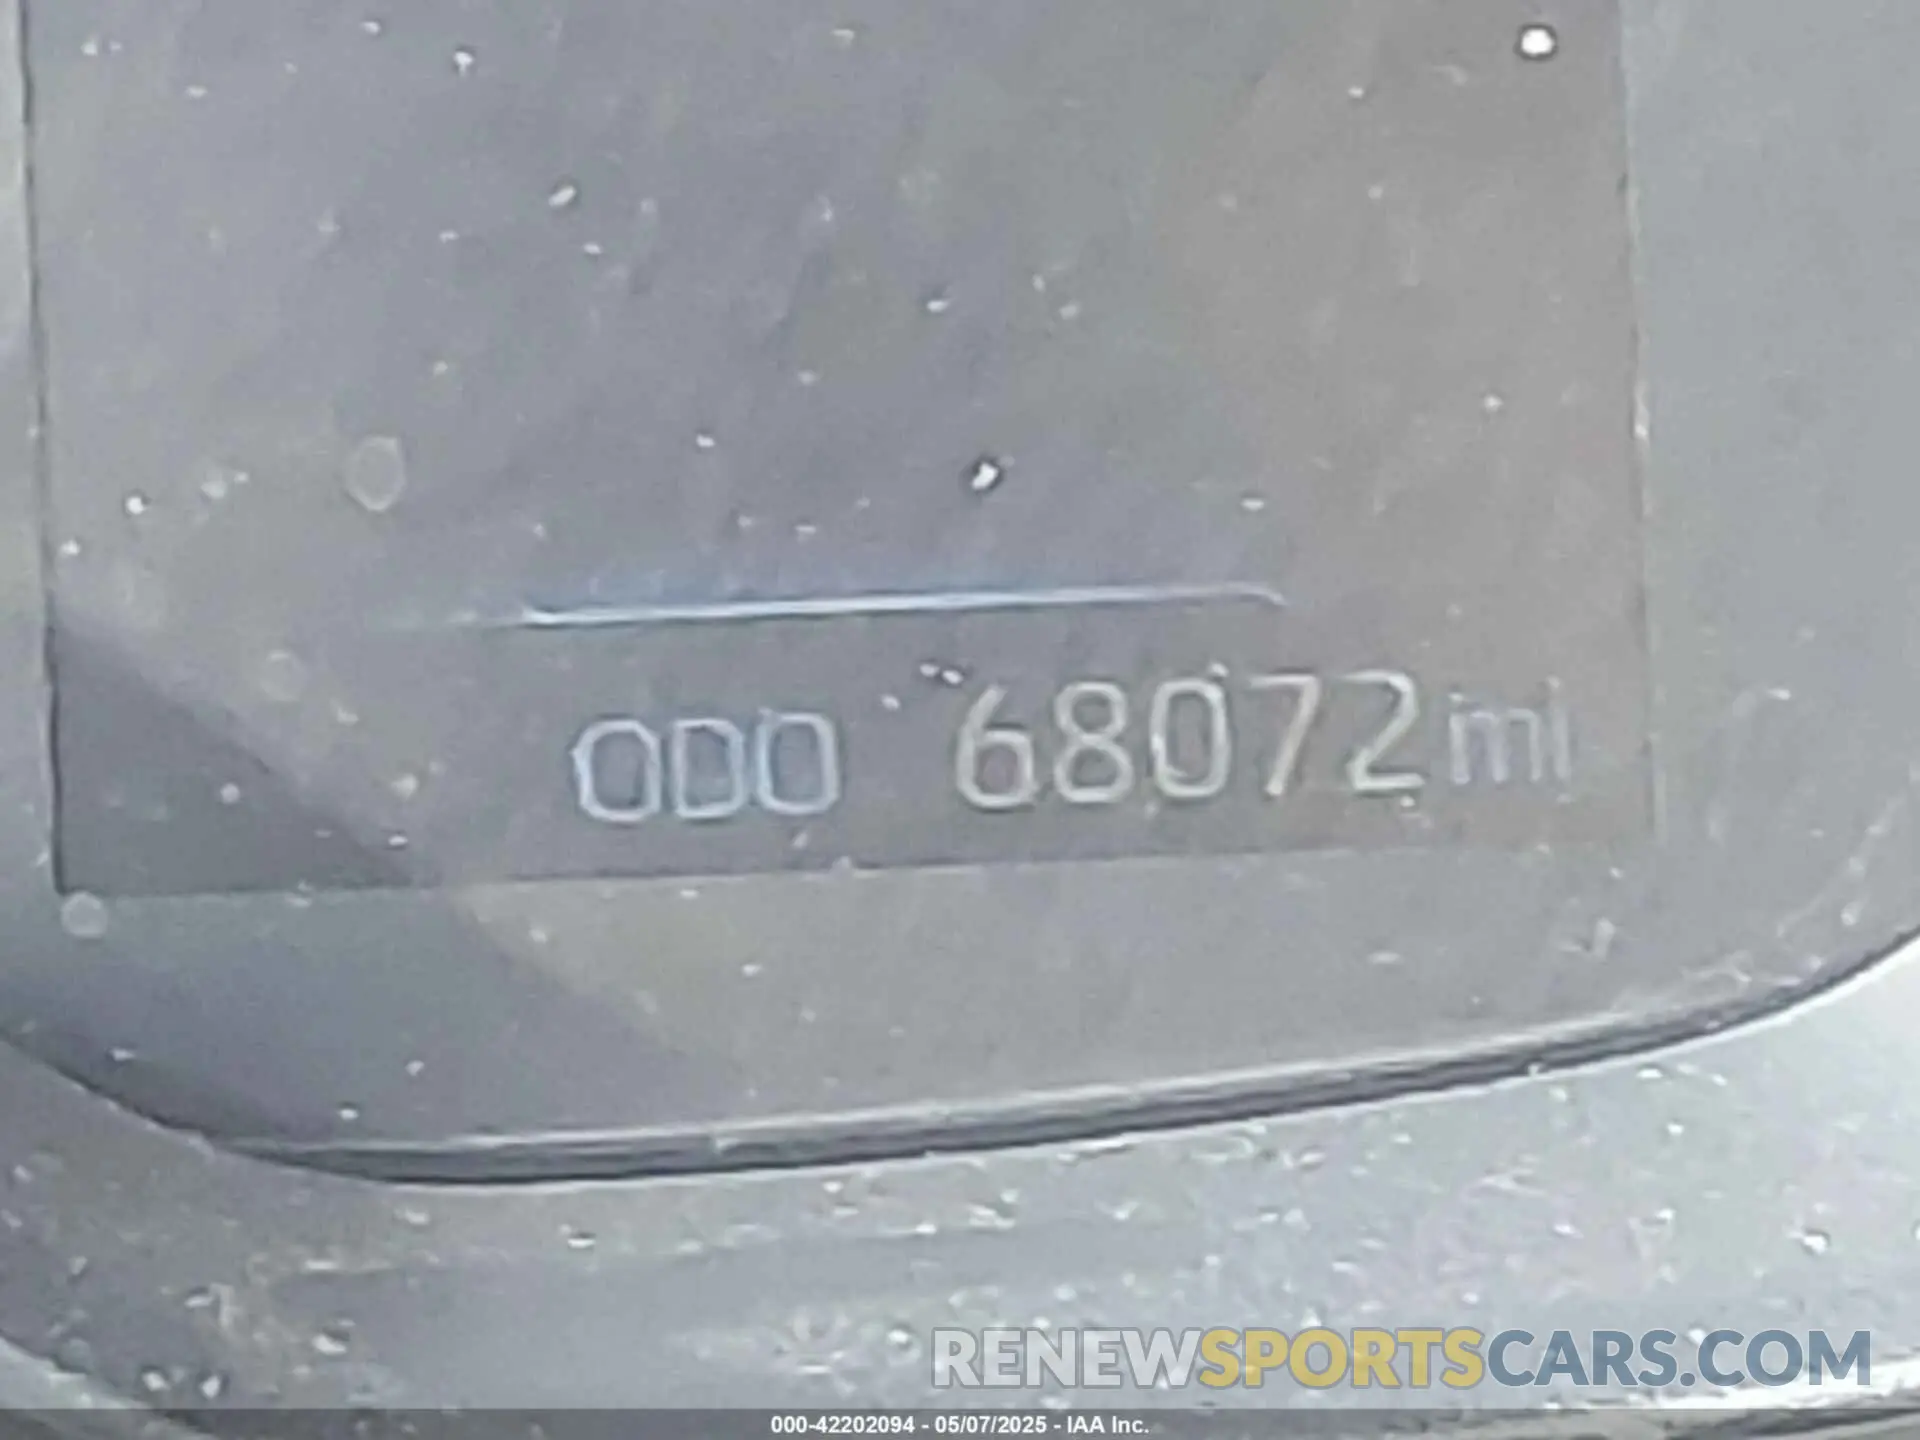 ODO 68072mi
RENEWSPORTSCARS.COM
000-42202094 - 05/07/2025 - IAA Inc.